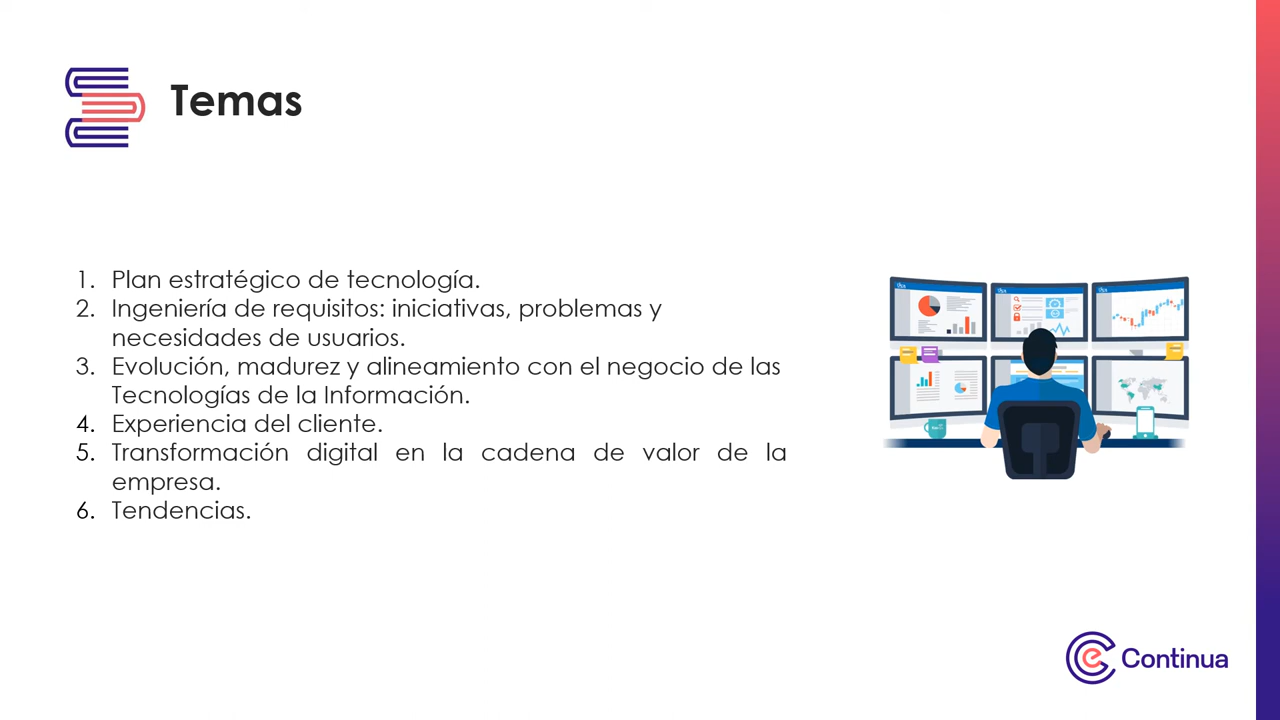 Temas
1. Plan estratégico de tecnología.
2. Ingeniería de requisitos: iniciativas, problemas y
necesidades de usuarios.
3. Evolución, madurez y alineamiento con el negocio de las
Tecnologías de la Información.
4. Experiencia del cliente.
5. Transformación digital en la cadena de valor de la
empresa.
6. Tendencias.
Continua